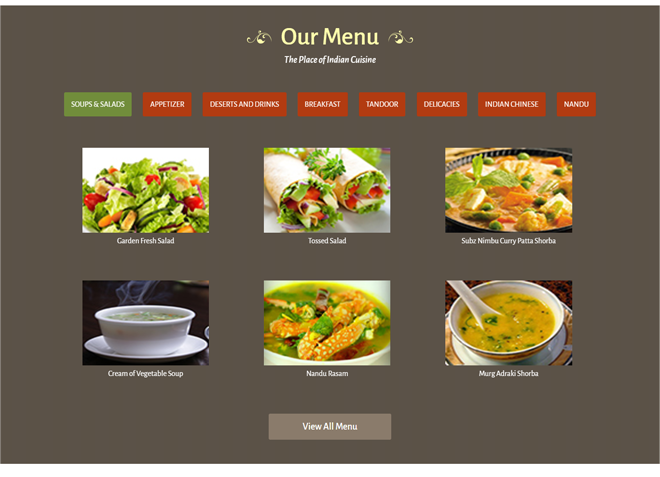 Our Menu
The Place of Indian Cuisine
SOUPS & SALADS APPETIZER DESERTS AND DRINKS BREAKFAST TANDOOR DELICACIES INDIAN CHINESE NANDU
Garden Fresh Salad Tossed Salad Subz Nimbu Curry Patta Shorba
Cream of Vegetable Soup Nandu Rasam Murg Adraki Shorba
View All Menu